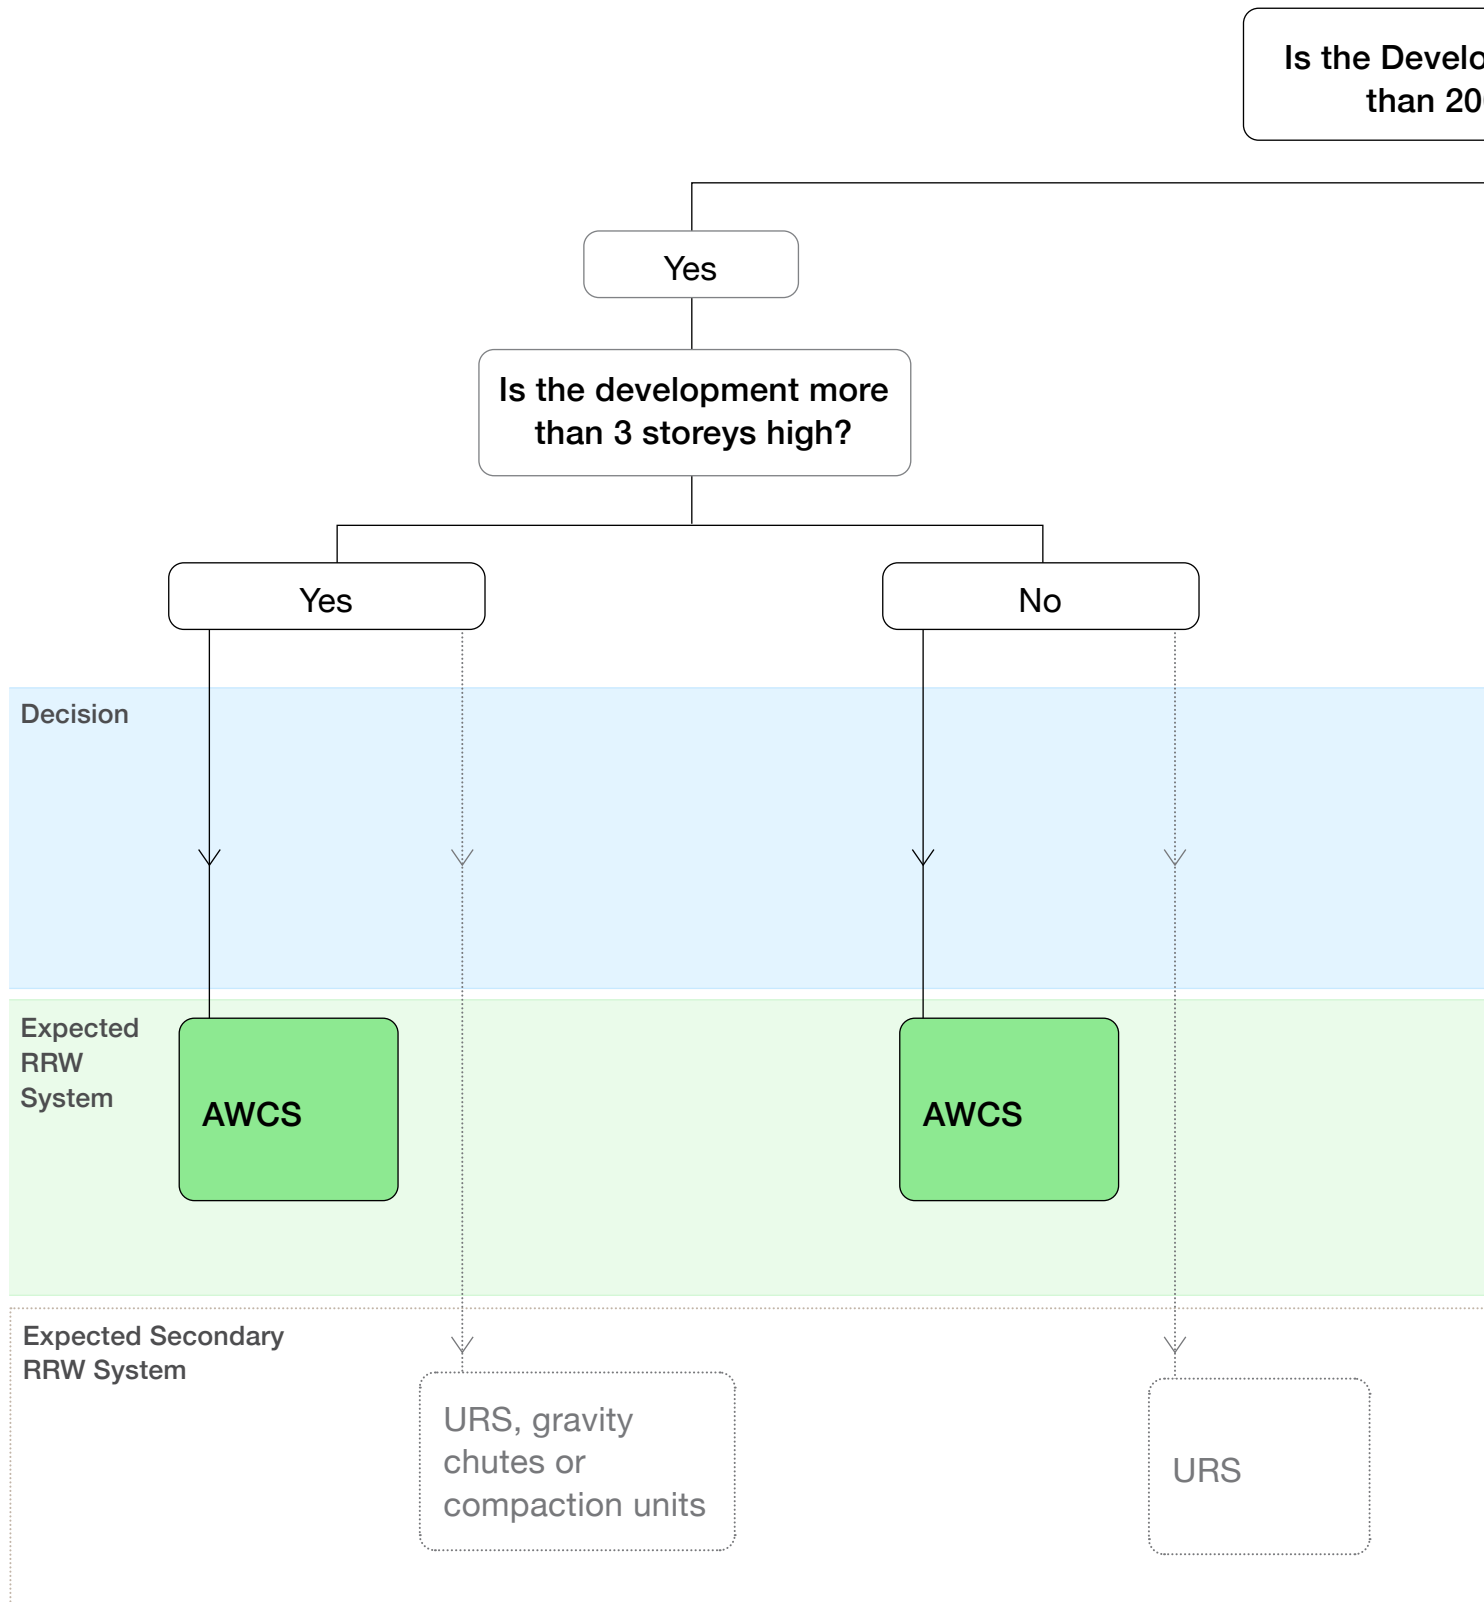 Is the Develo
than 20
Yes
Is the development more
than 3 storeys high?
Yes
No
Decision
Expected
RRW
System
AWCS
AWCS
Expected Secondary
RRW System
URS, gravity
chutes or
compaction units
URS